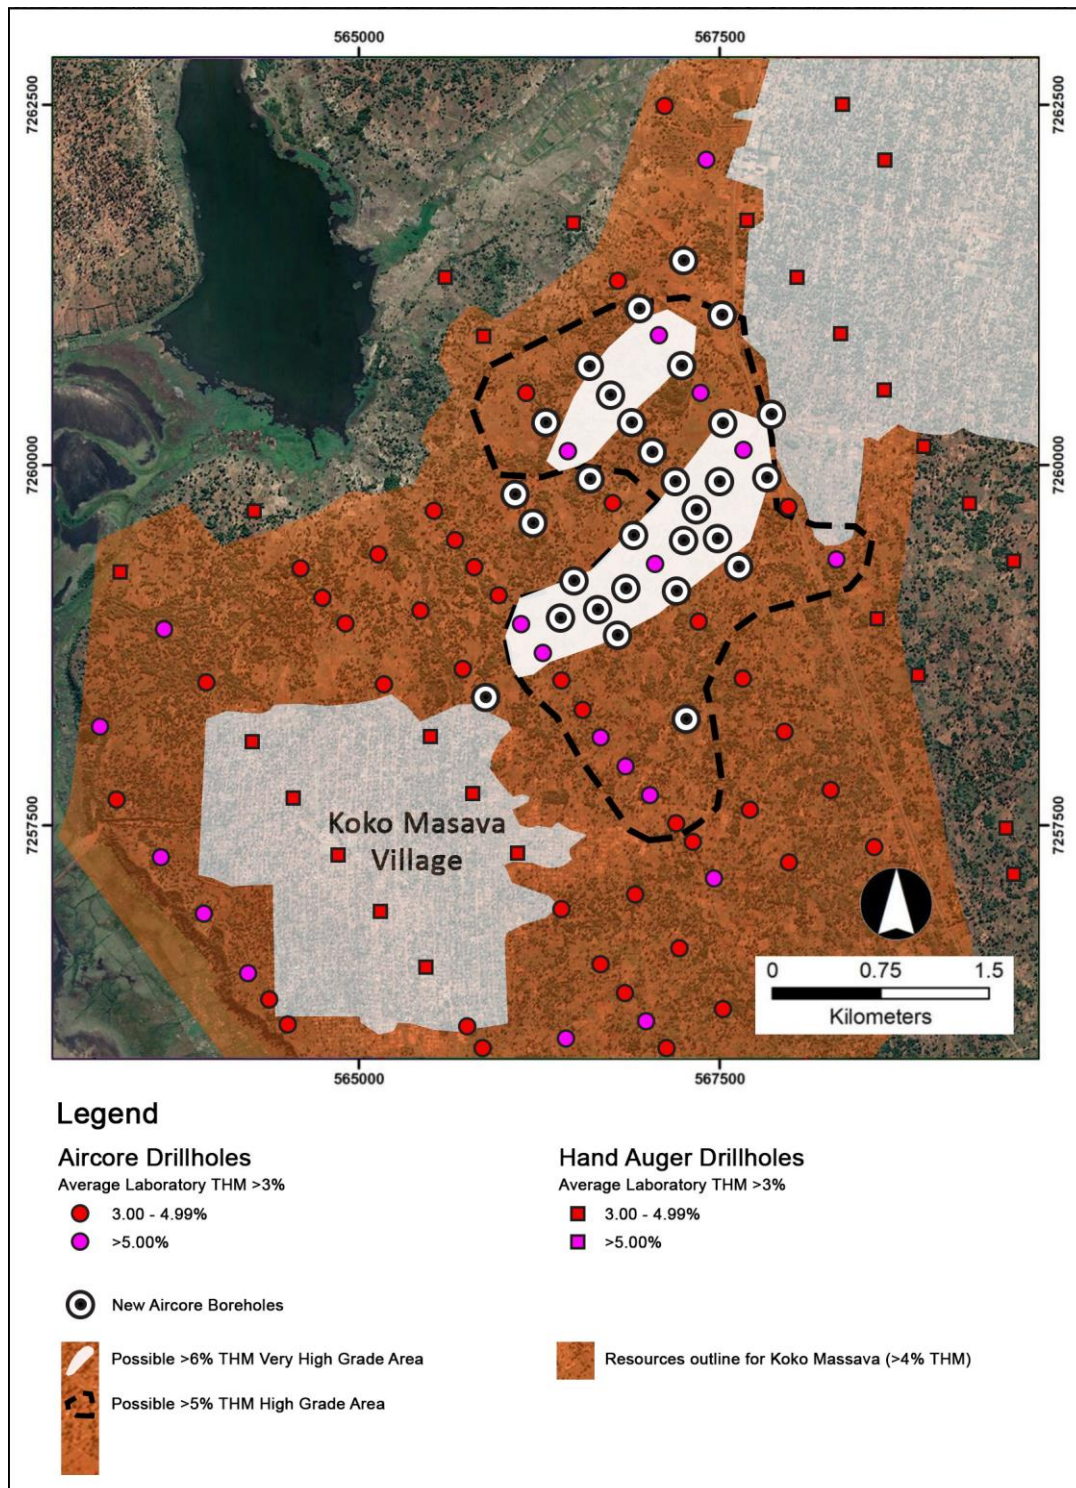 565000 567500
7262500 7262500
7260000 7260000
7257500 7257500
Koko Masava
Village
0 0.75 1.5
Kilometers
565000 567500
Legend
Aircore Drillholes
Average Laboratory THM >3%
3.00 - 4.99%
>5.00%
Hand Auger Drillholes
Average Laboratory THM >3%
3.00 - 4.99%
>5.00%
New Aircore Boreholes
Possible >6% THM Very High Grade Area
Possible >5% THM High Grade Area
Resources outline for Koko Massava (>4% THM)